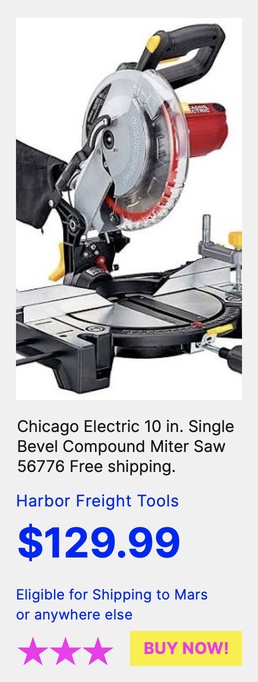 Chicago Electric 10 in. Single
Bevel Compound Miter Saw
56776 Free shipping.
Harbor Freight Tools
$129.99
Eligible for Shipping to Mars
or anywhere else
BUY NOW!